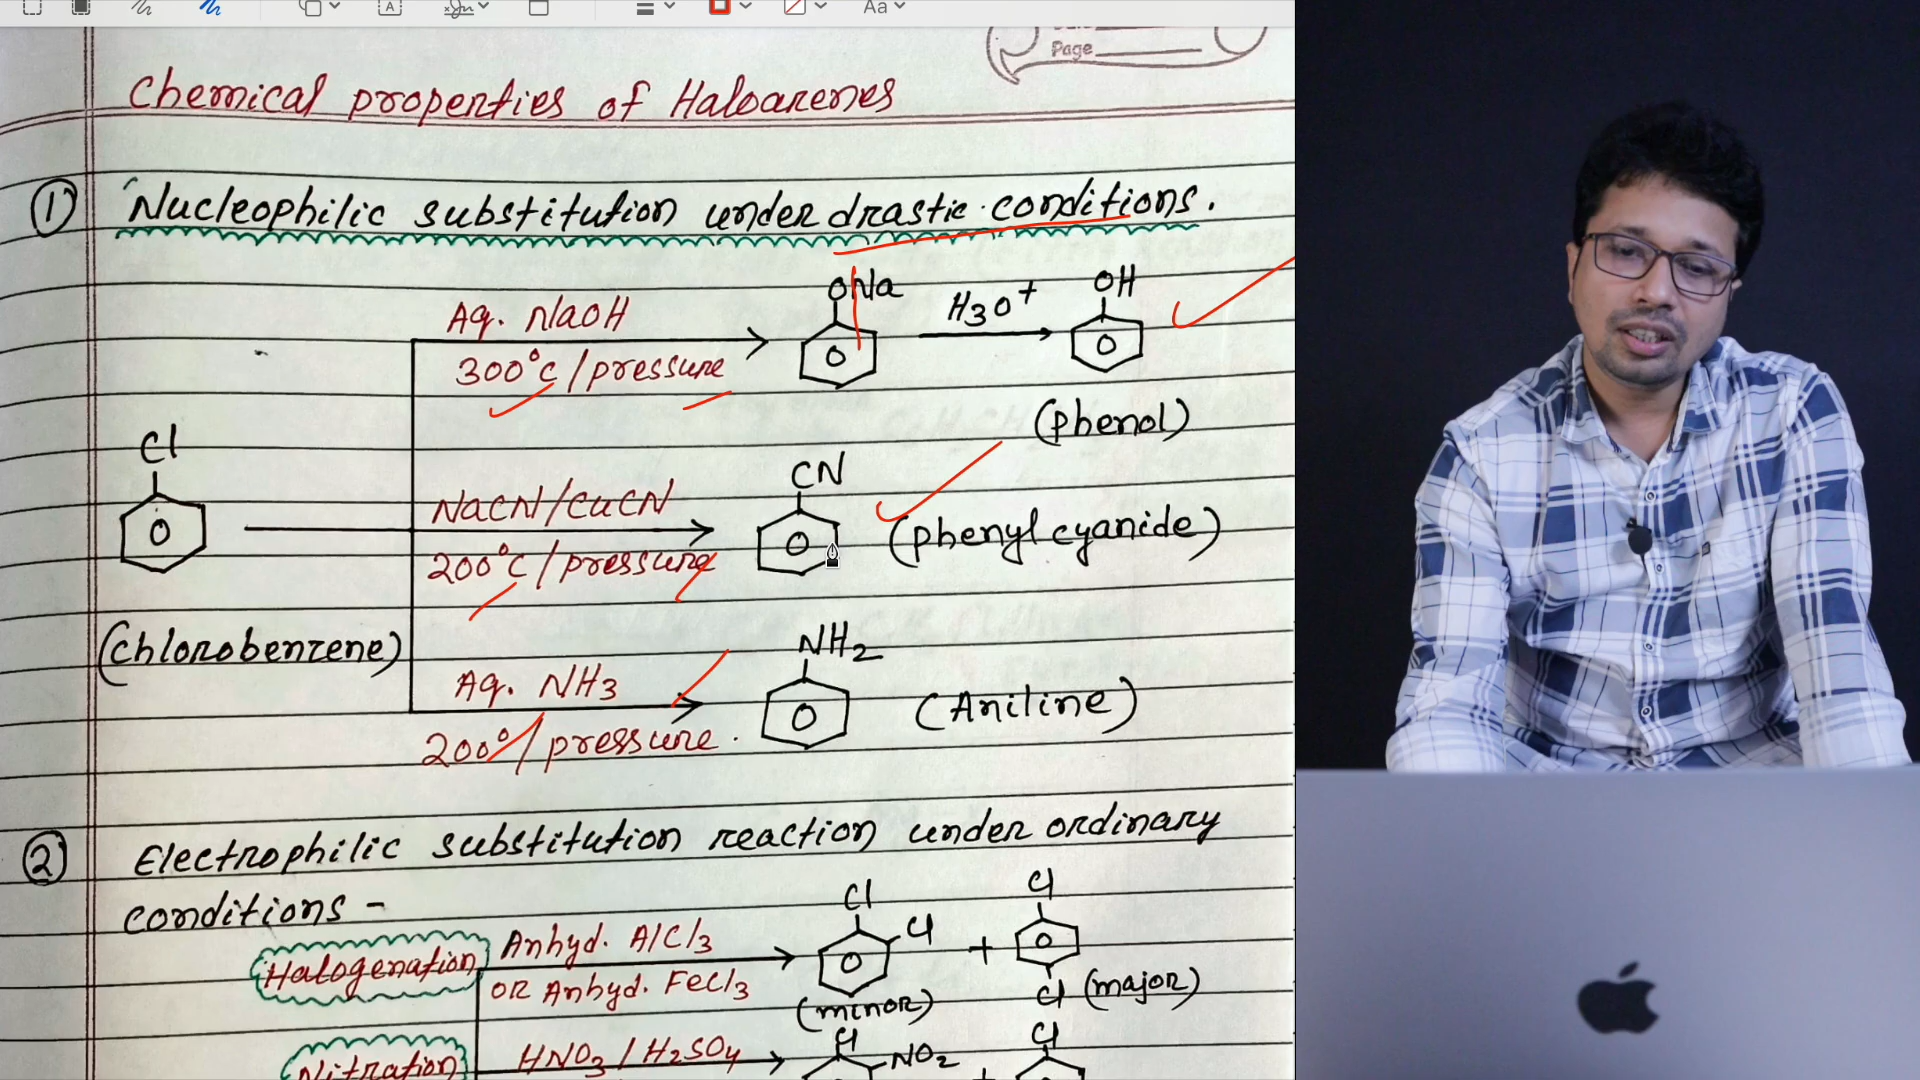 Aa
Page
Chemical properties of Haloarenes
① Nucleophilic substitution under drastic conditions.
Aq. NaOH
300°C/pressure
ONa
H3O+
OH
(phenol)
Cl
(chlorobenzene)
NaCN/CuCN
200°C/pressure
CN
(phenyl cyanide)
Aq. NH3
200°/pressure.
NH2
(Aniline)
② Electrophilic substitution reaction under ordinary
conditions -
Halogenation
Anhyd. AlCl3
OR Anhyd. FeCl3
Cl
Cl
(minor)
+
Cl
Cl (major)
Nitration
HNO3/H2SO4
Cl
NO2
+
Cl